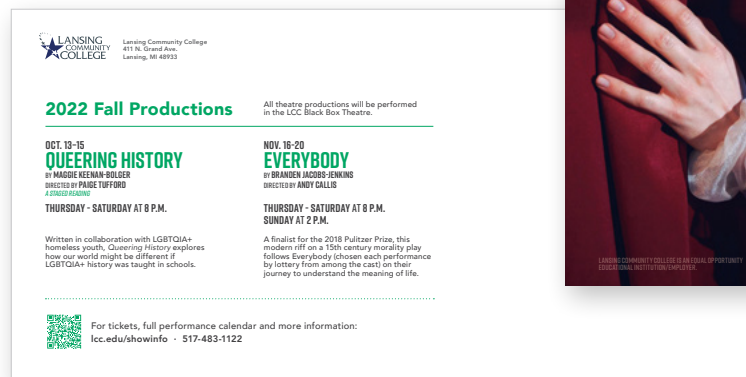 LANSING
COMMUNITY
COLLEGE
Lansing Community College
411 N. Grand Ave.
Lansing, MI 48933
2022 Fall Productions
All theatre productions will be performed
in the LCC Black Box Theatre.
OCT. 13-15
QUEERING HISTORY
BY MAGGIE KEENAN-BOLGER
DIRECTED BY PAIGE TUFFORD
A STAGED READING
THURSDAY - SATURDAY AT 8 P.M.
Written in collaboration with LGBTQIA+
homeless youth, Queering History explores
how our world might be different if
LGBTQIA+ history was taught in schools.
NOV. 16-20
EVERYBODY
BY BRANDEN JACOBS-JENKINS
DIRECTED BY ANDY CALLIS
THURSDAY - SATURDAY AT 8 P.M.
SUNDAY AT 2 P.M.
A finalist for the 2018 Pulitzer Prize, this
modern riff on a 15th century morality play
follows Everybody (chosen each performance
by lottery from among the cast) on their
journey to understand the meaning of life.
For tickets, full performance calendar and more information:
lcc.edu/showinfo · 517-483-1122
LANSING COMMUNITY COLLEGE IS AN EQUAL OPPORTUNITY
EDUCATIONAL INSTITUTION/EMPLOYER.